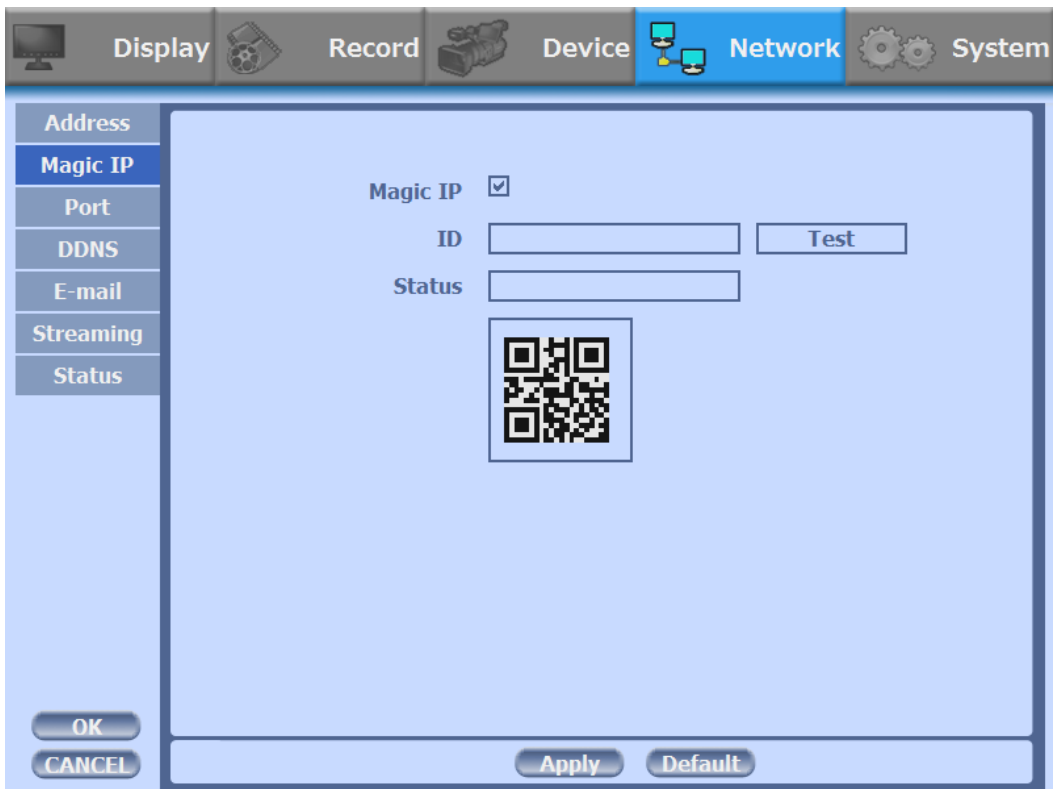 Display Record Device Network System
Address
Magic IP
Port
DDNS
E-mail
Streaming
Status
Magic IP
ID Test
Status
OK
CANCEL
Apply Default